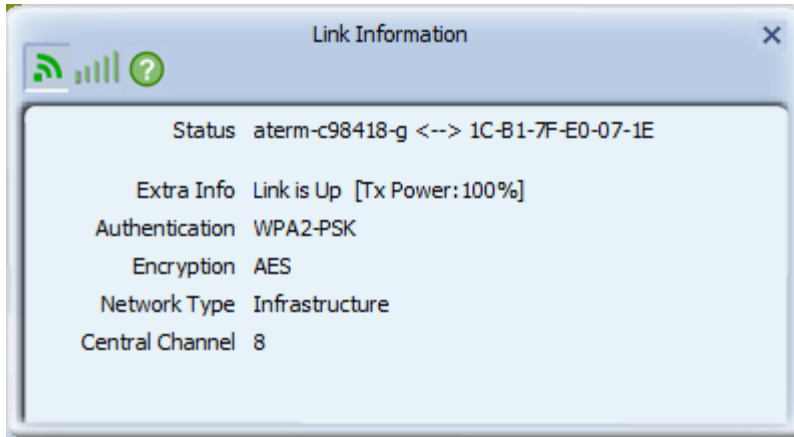 Link Information
Status aterm-c98418-g <--> 1C-B1-7F-E0-07-1E
Extra Info Link is Up [Tx Power:100%]
Authentication WPA2-PSK
Encryption AES
Network Type Infrastructure
Central Channel 8